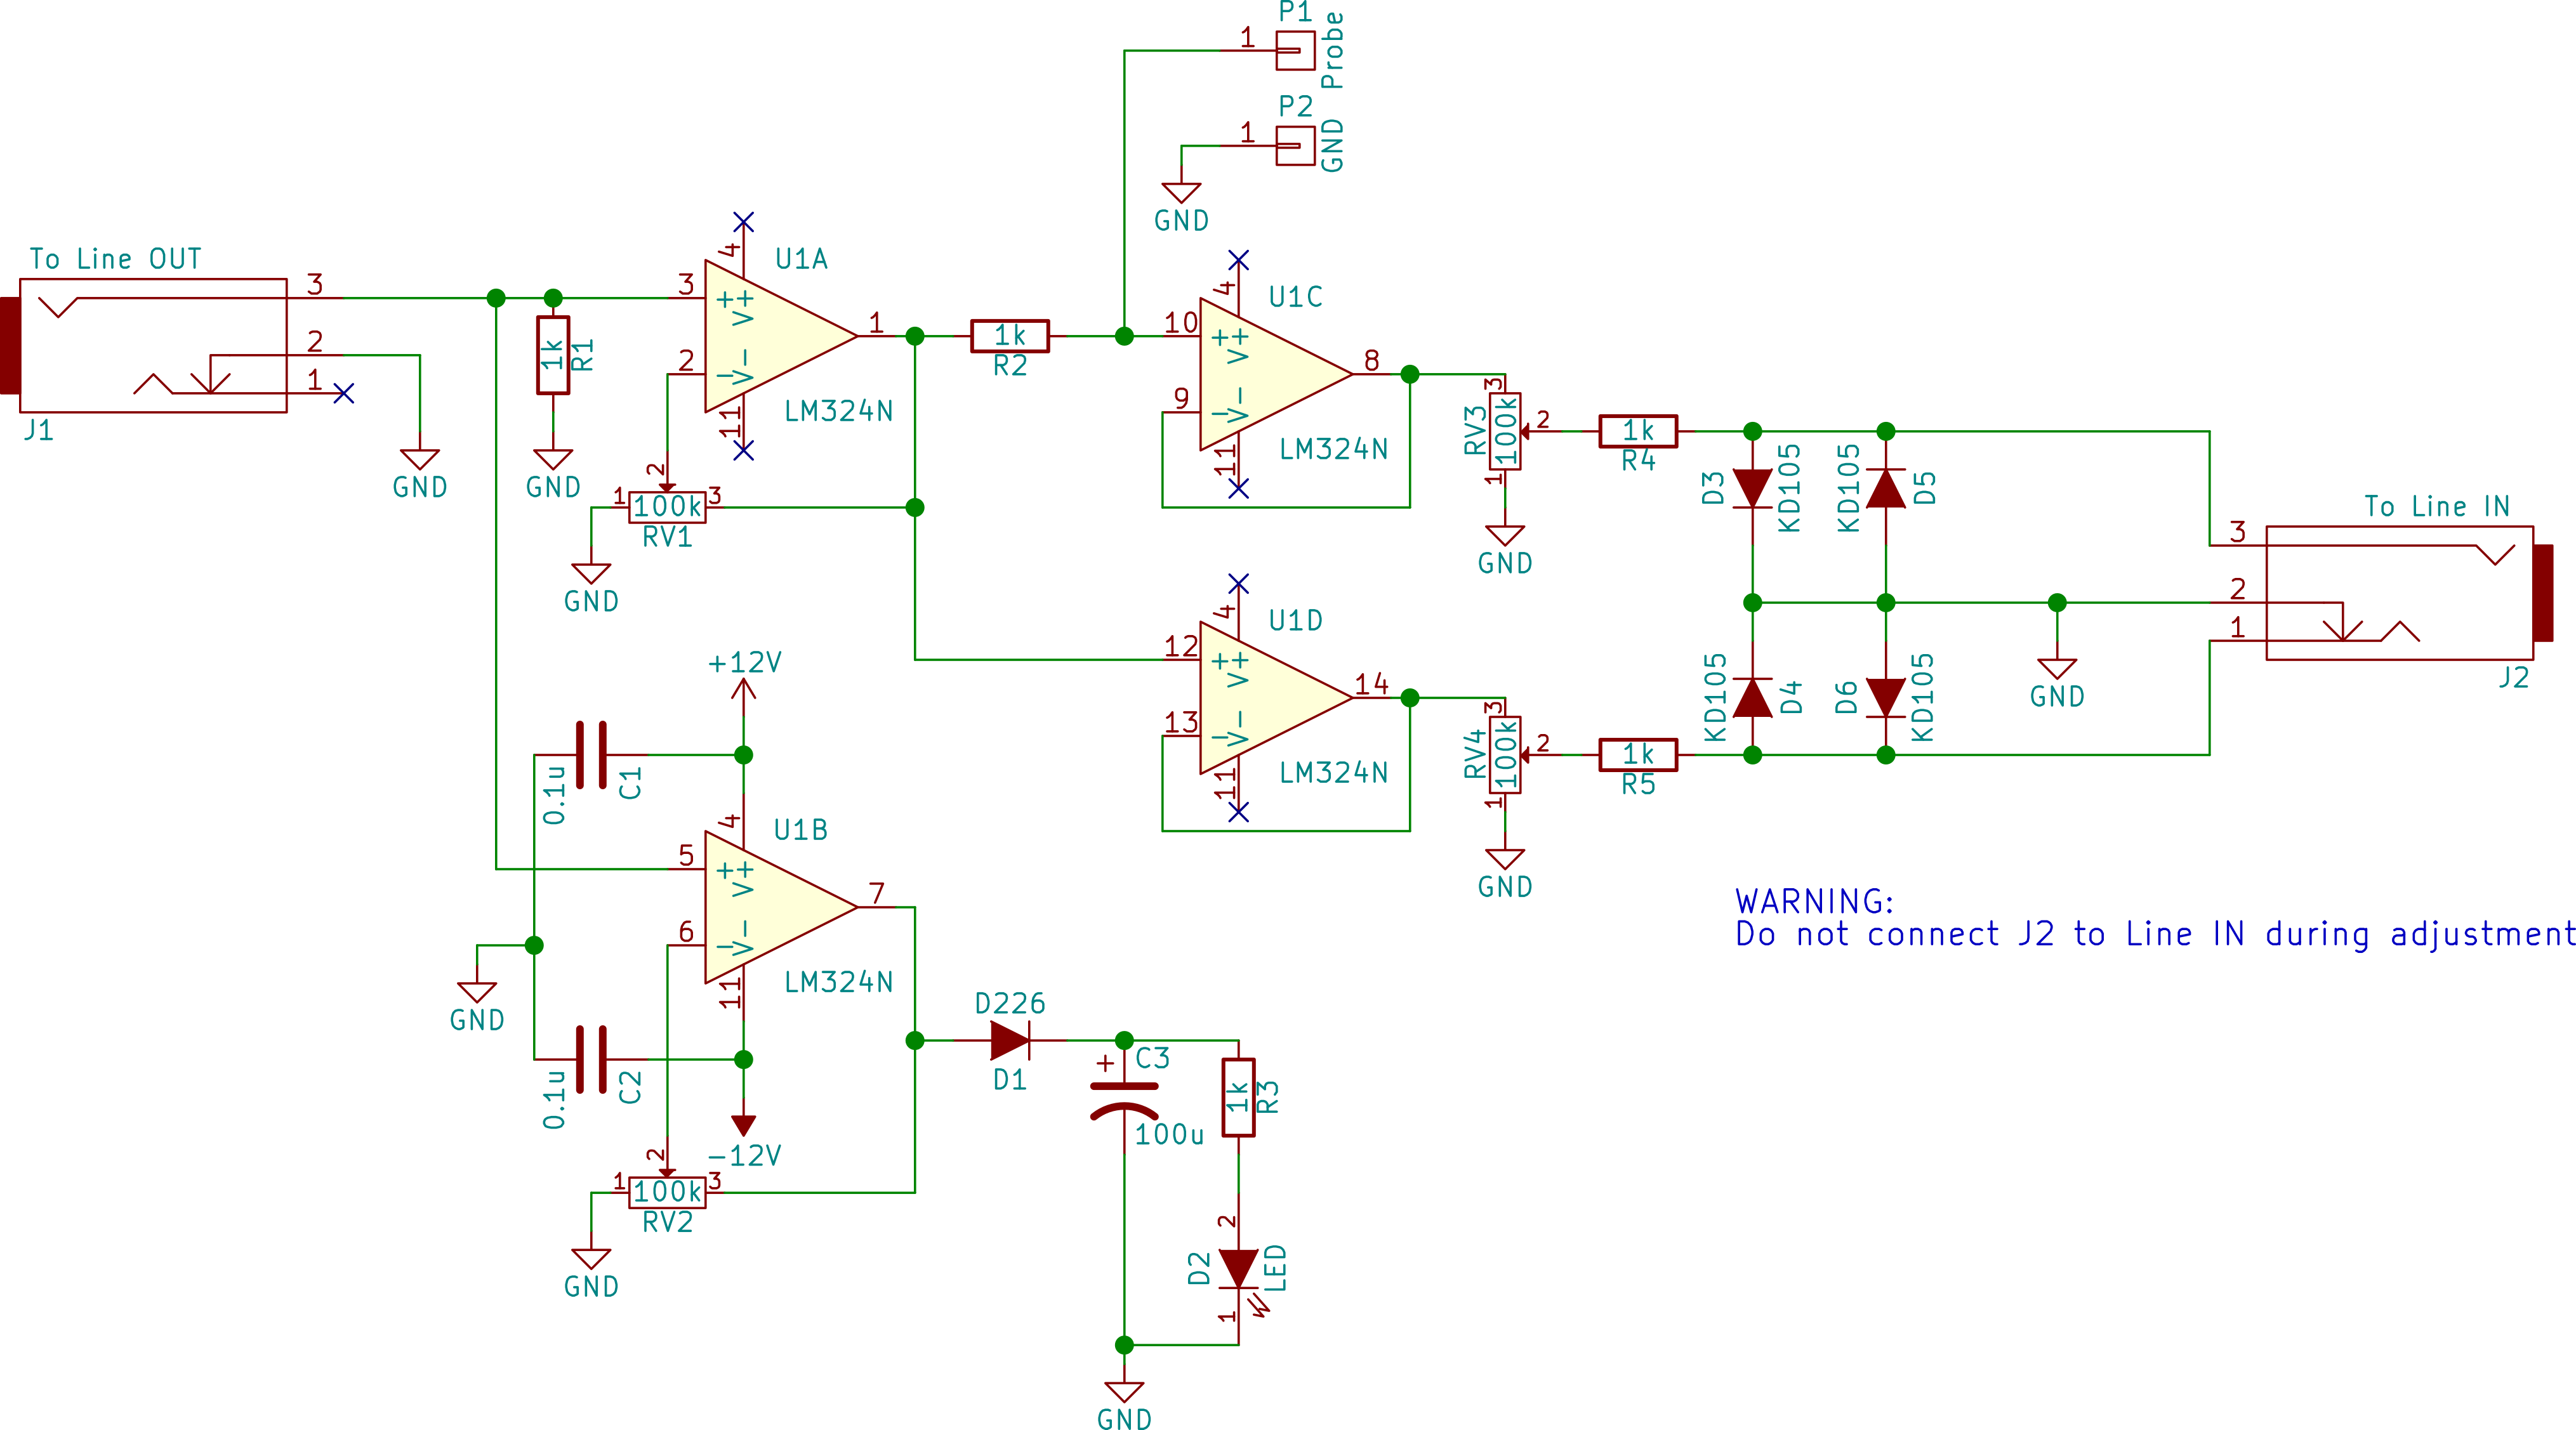 P1
1
Probe
P2
1
GND
GND
To Line OUT
3
2
1
J1
GND
1k
R1
GND
U1A
4
3
+
V+
2
-
V-
11
1
LM324N
2
1
100k
3
RV1
GND
1k
R2
U1C
4
10
+
V+
9
-
V-
11
8
LM324N
3
RV3
100k
2
1
GND
1k
R4
D3
KD105
KD105
D5
To Line IN
3
2
1
J2
GND
KD105
D4
D6
KD105
U1D
4
12
+
V+
13
-
V-
11
14
LM324N
3
RV4
100k
2
1
GND
1k
R5
+12V
0.1u
C1
U1B
4
5
+
V+
6
-
V-
11
7
LM324N
GND
0.1u
C2
-12V
2
1
100k
3
RV2
GND
D226
D1
+
C3
100u
1k
R3
2
D2
LED
1
GND
WARNING:
Do not connect J2 to Line IN during adjustment